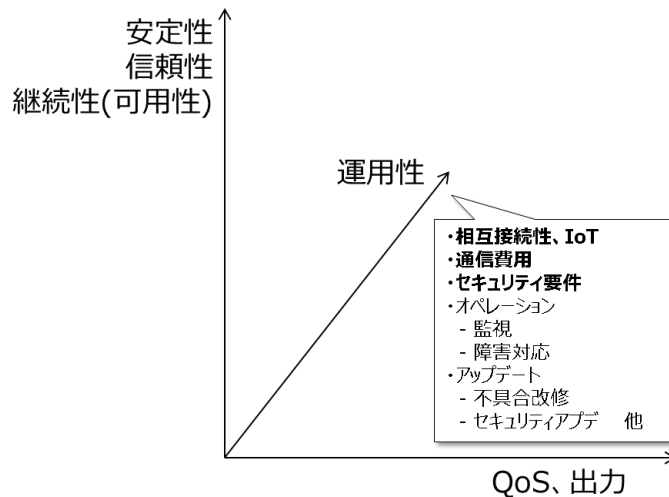 安定性
信頼性
継続性(可用性)
運用性
・相互接続性、IoT
・通信費用
・セキュリティ要件
・オペレーション
- 監視
- 障害対応
・アップデート
- 不具合改修
- セキュリティアプデ 他
QoS、出力